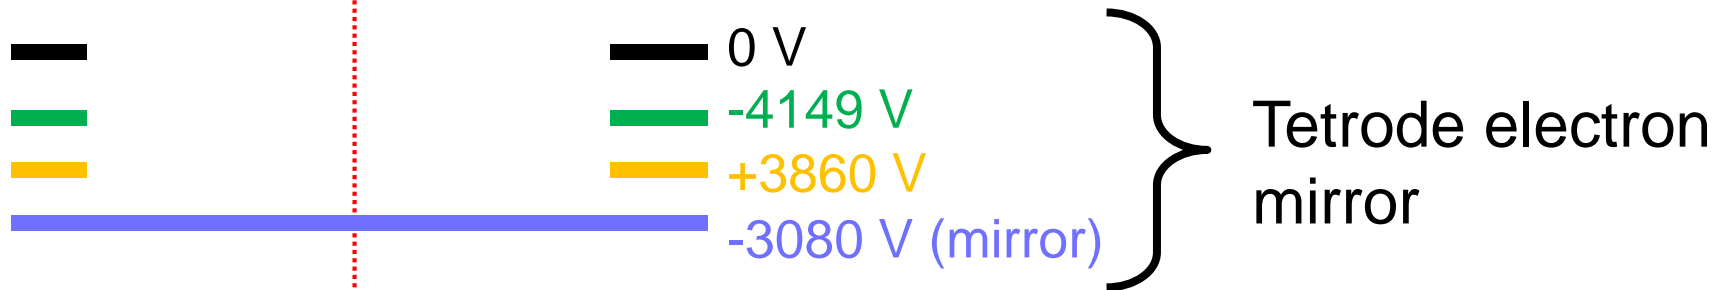 0 V
-4149 V
+3860 V
-3080 V (mirror)
Tetrode electron
mirror